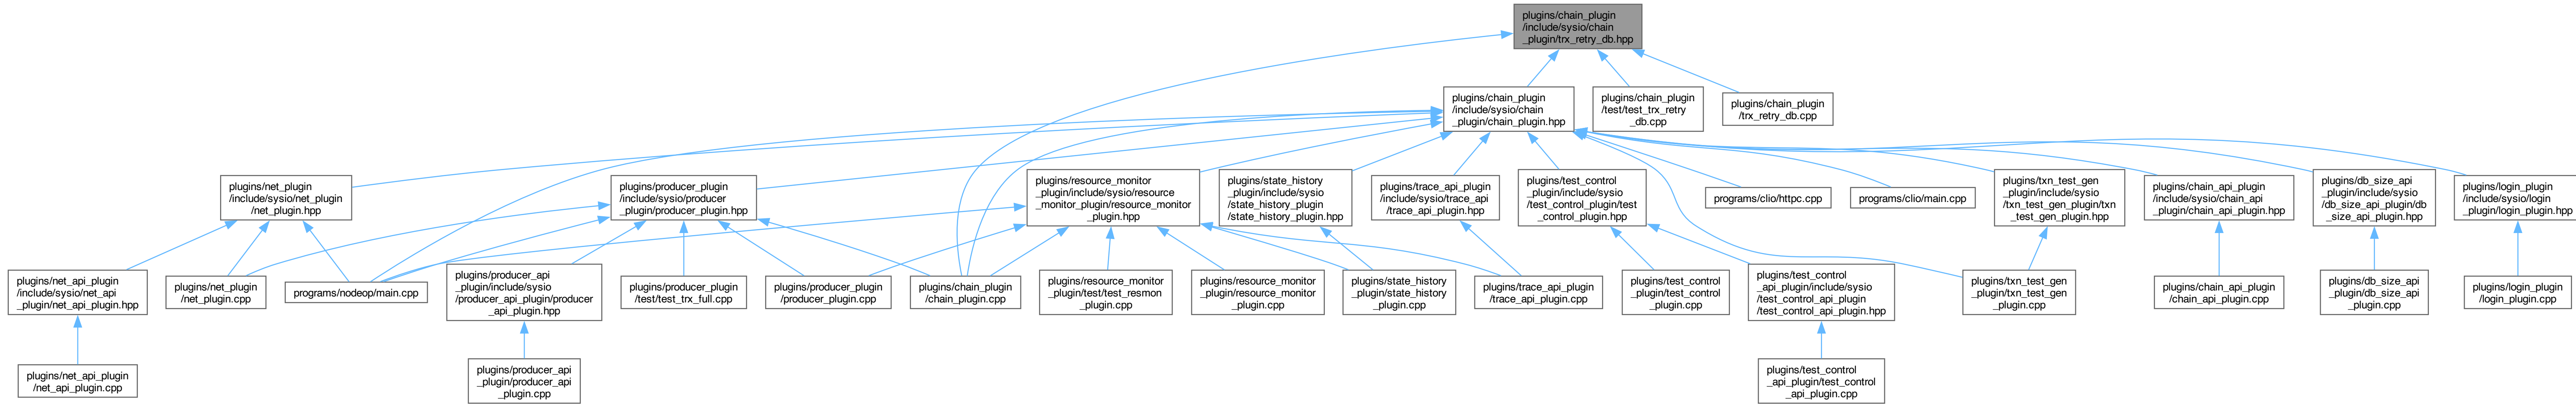 plugins/chain_plugin
/include/sysio/chain
_plugin/trx_retry_db.hpp
plugins/chain_plugin
/include/sysio/chain
_plugin/chain_plugin.hpp
plugins/chain_plugin
/test/test_trx_retry
_db.cpp
plugins/chain_plugin
/trx_retry_db.cpp
plugins/net_plugin
/include/sysio/net_plugin
/net_plugin.hpp
plugins/producer_plugin
/include/sysio/producer
_plugin/producer_plugin.hpp
plugins/resource_monitor
_plugin/include/sysio/resource
_monitor_plugin/resource_monitor
_plugin.hpp
plugins/state_history
_plugin/include/sysio
/state_history_plugin
/state_history_plugin.hpp
plugins/trace_api_plugin
/include/sysio/trace_api
/trace_api_plugin.hpp
plugins/test_control
_plugin/include/sysio
/test_control_plugin/test
_control_plugin.hpp
programs/clio/httpc.cpp
programs/clio/main.cpp
plugins/txn_test_gen
_plugin/include/sysio
/txn_test_gen_plugin/txn
_test_gen_plugin.hpp
plugins/chain_api_plugin
/include/sysio/chain_api
_plugin/chain_api_plugin.hpp
plugins/db_size_api
_plugin/include/sysio
/db_size_api_plugin/db
_size_api_plugin.hpp
plugins/login_plugin
/include/sysio/login
_plugin/login_plugin.hpp
plugins/net_api_plugin
/include/sysio/net_api
_plugin/net_api_plugin.hpp
plugins/net_plugin
/net_plugin.cpp
programs/nodeop/main.cpp
plugins/producer_api
_plugin/include/sysio
/producer_api_plugin/producer
_api_plugin.hpp
plugins/producer_plugin
/test/test_trx_full.cpp
plugins/producer_plugin
/producer_plugin.cpp
plugins/chain_plugin
/chain_plugin.cpp
plugins/resource_monitor
_plugin/test/test_resmon
_plugin.cpp
plugins/resource_monitor
_plugin/resource_monitor
_plugin.cpp
plugins/state_history
_plugin/state_history
_plugin.cpp
plugins/trace_api_plugin
/trace_api_plugin.cpp
plugins/test_control
_plugin/test_control
_plugin.cpp
plugins/test_control
_api_plugin/include/sysio
/test_control_api_plugin
/test_control_api_plugin.hpp
plugins/txn_test_gen
_plugin/txn_test_gen
_plugin.cpp
plugins/chain_api_plugin
/chain_api_plugin.cpp
plugins/db_size_api
_plugin/db_size_api
_plugin.cpp
plugins/login_plugin
/login_plugin.cpp
plugins/net_api_plugin
/net_api_plugin.cpp
plugins/producer_api
_plugin/producer_api
_plugin.cpp
plugins/test_control
_api_plugin/test_control
_api_plugin.cpp